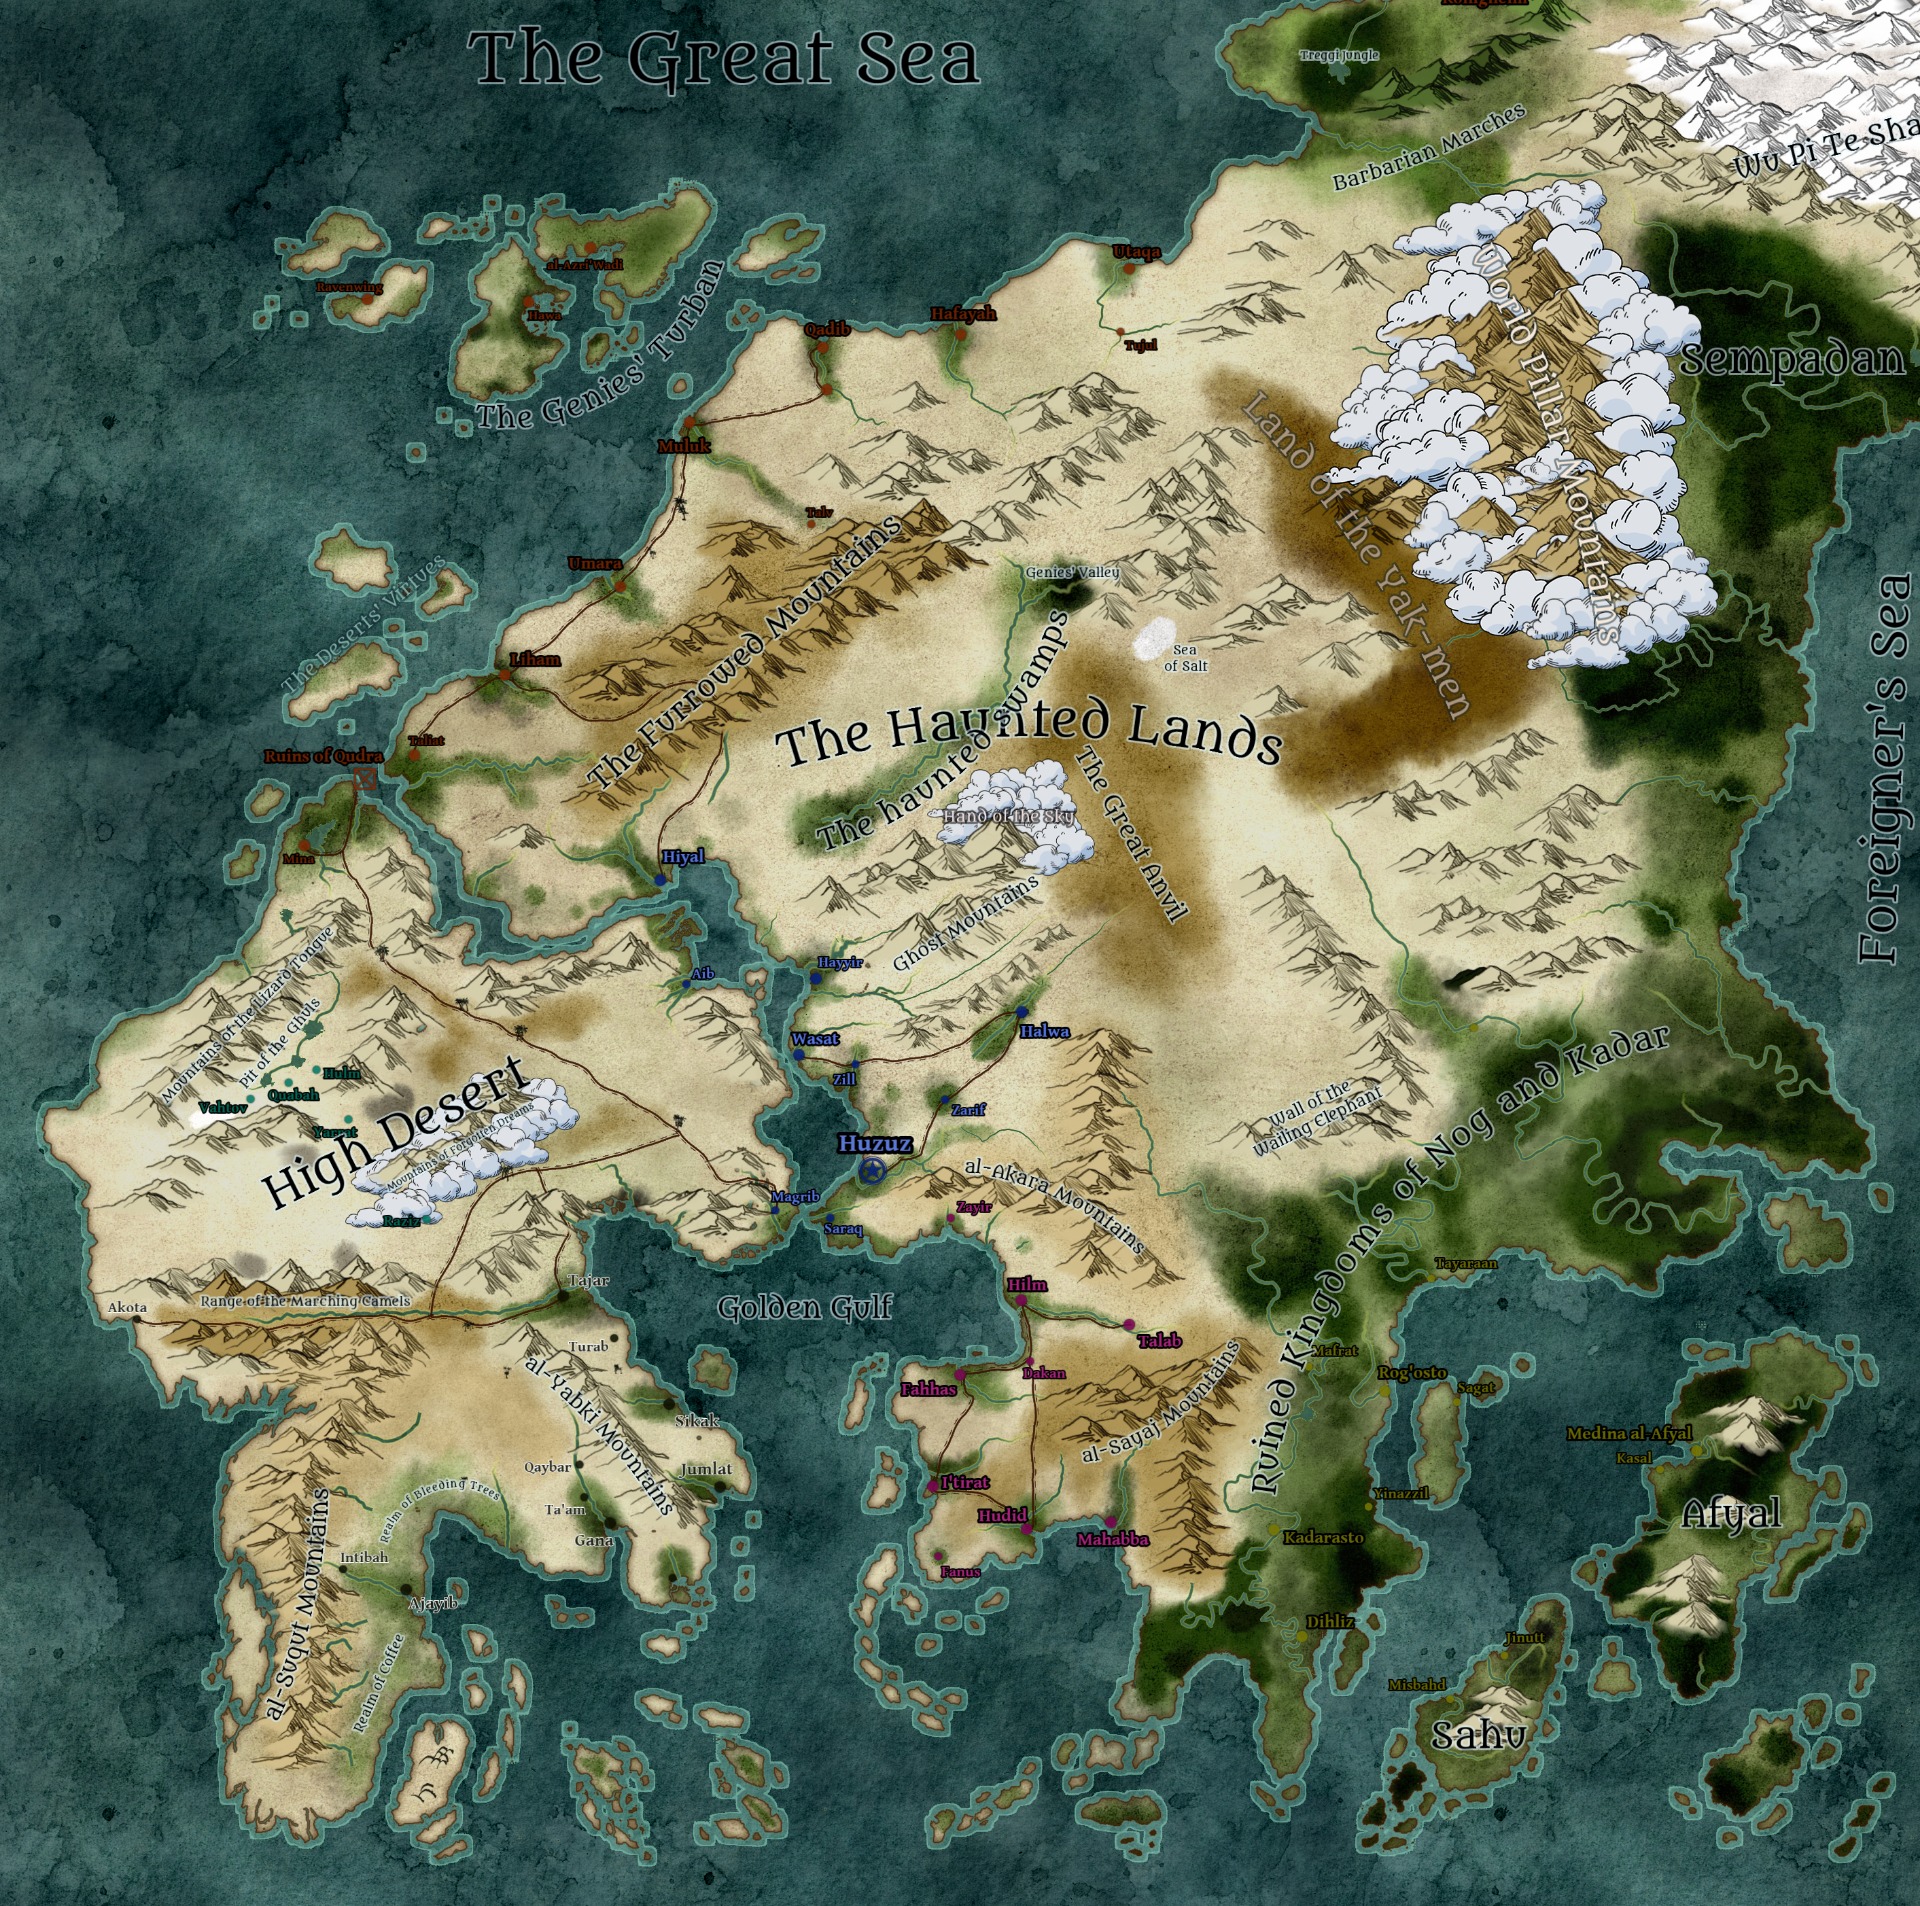 Treggi Jungle
The Great Sea
Barbarian Marches
Wu Pi Te Sha
Utaqa
al-Azri'Wadi
Ravenwing
Hawa
Hafayah
Qadib
Tujul
World Pillar Mountains
Sempadan
The Genies' Turban
Muluk
Land of the Yak-men
Tulv
Umara
Genies' Valley
The Deserts' Virtues
Liham
Sea
of Salt
The Furrowed Mountains
The Haunted Lands
The haunted swamps
Taliat
Ruins of Qudra
Foreigner's Sea
Hand of the Sky
The Great Anvil
Mina
Hiyal
Ghost Mountains
Hayyir
Aib
Mountains of the Lizard Tongue
Pit of the Ghuls
Halwa
Wasat
Zill
Hulm
Quabah
Vahtov
Zarif
Yarrat
High Desert
Mountains of Forgotten Dreams
Wall of the
Wailing Elephant
Huzuz
al-Akara Mountains
Magrib
Raziz
Saraq
Zayir
Ruined Kingdoms of Nog and Kadar
Tayaraan
Tajar
Hilm
Range of the Marching Camels
Akota
Golden Gulf
Turab
Talab
Mafrat
Dakan
Rog'osto
Fahhas
Sagat
al-Yabki Mountains
Sikak
al-Sayaj Mountains
Medina al-Afyal
Kasal
Qaybar
Jumlat
I'tirat
Yinazzil
Realm of Bleeding Trees
Ta'am
Afyal
Hudid
Gana
Mahabba
Kadarasto
Intibah
Fanus
al-Suqut Mountains
Ajayib
Dihliz
Jinutt
Realm of Coffee
Misbahd
Sahu